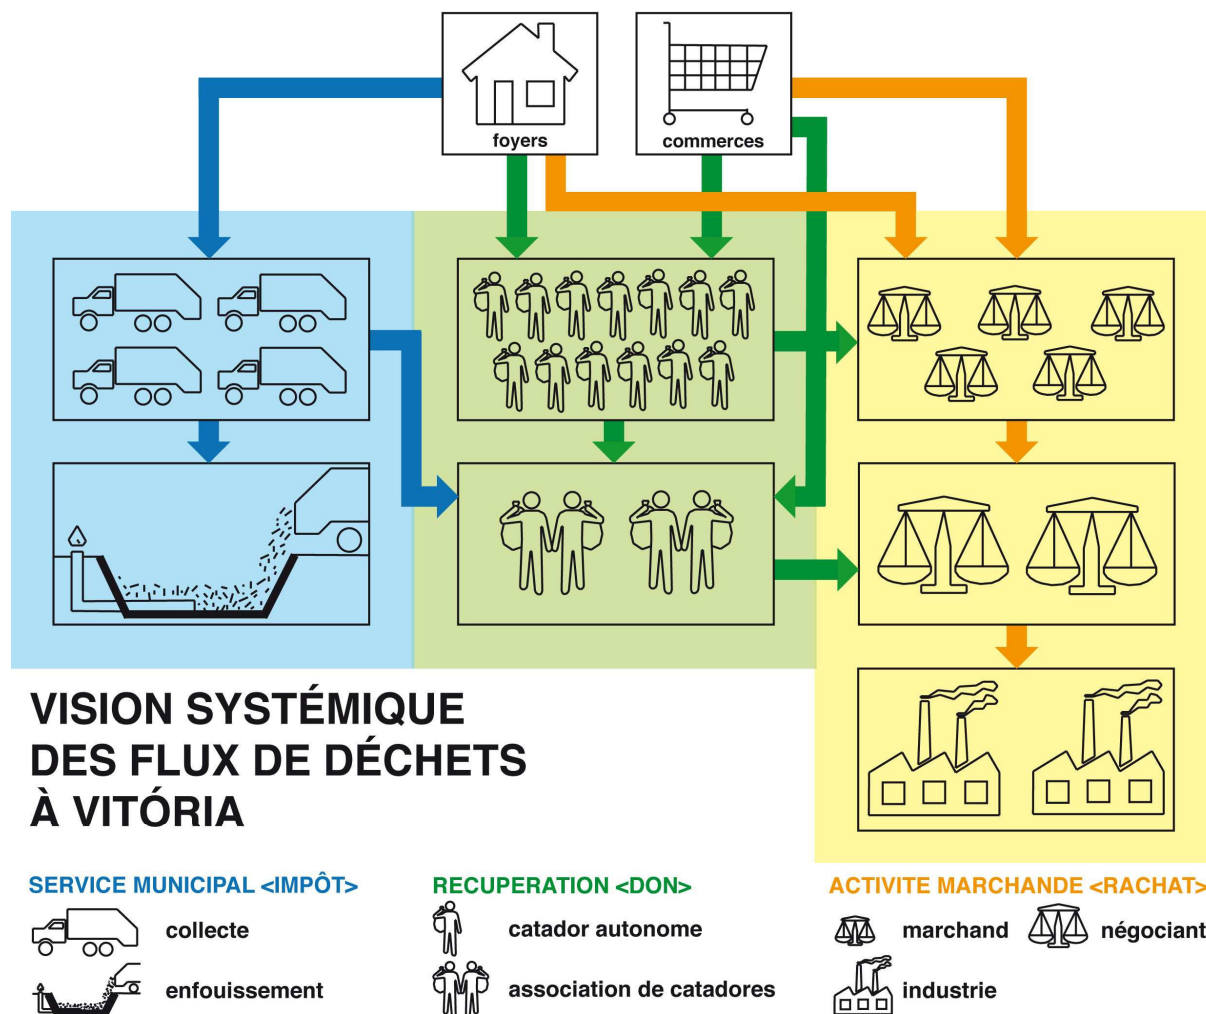 foyers
commerces
VISION SYSTÉMIQUE
DES FLUX DE DÉCHETS
À VITÓRIA
SERVICE MUNICIPAL <IMPÔT>
collecte
enfouissement
RECUPERATION <DON>
catador autonome
association de catadores
ACTIVITE MARCHANDE <RACHAT>
marchand
négociant
industrie